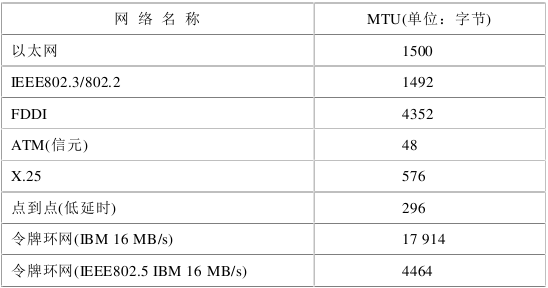 网 络 名 称 MTU(单位：字节)
以太网 1500
IEEE802.3/802.2 1492
FDDI 4352
ATM(信元) 48
X.25 576
点到点(低延时) 296
令牌环网(IBM 16 MB/s) 17 914
令牌环网(IEEE802.5 IBM 16 MB/s) 4464